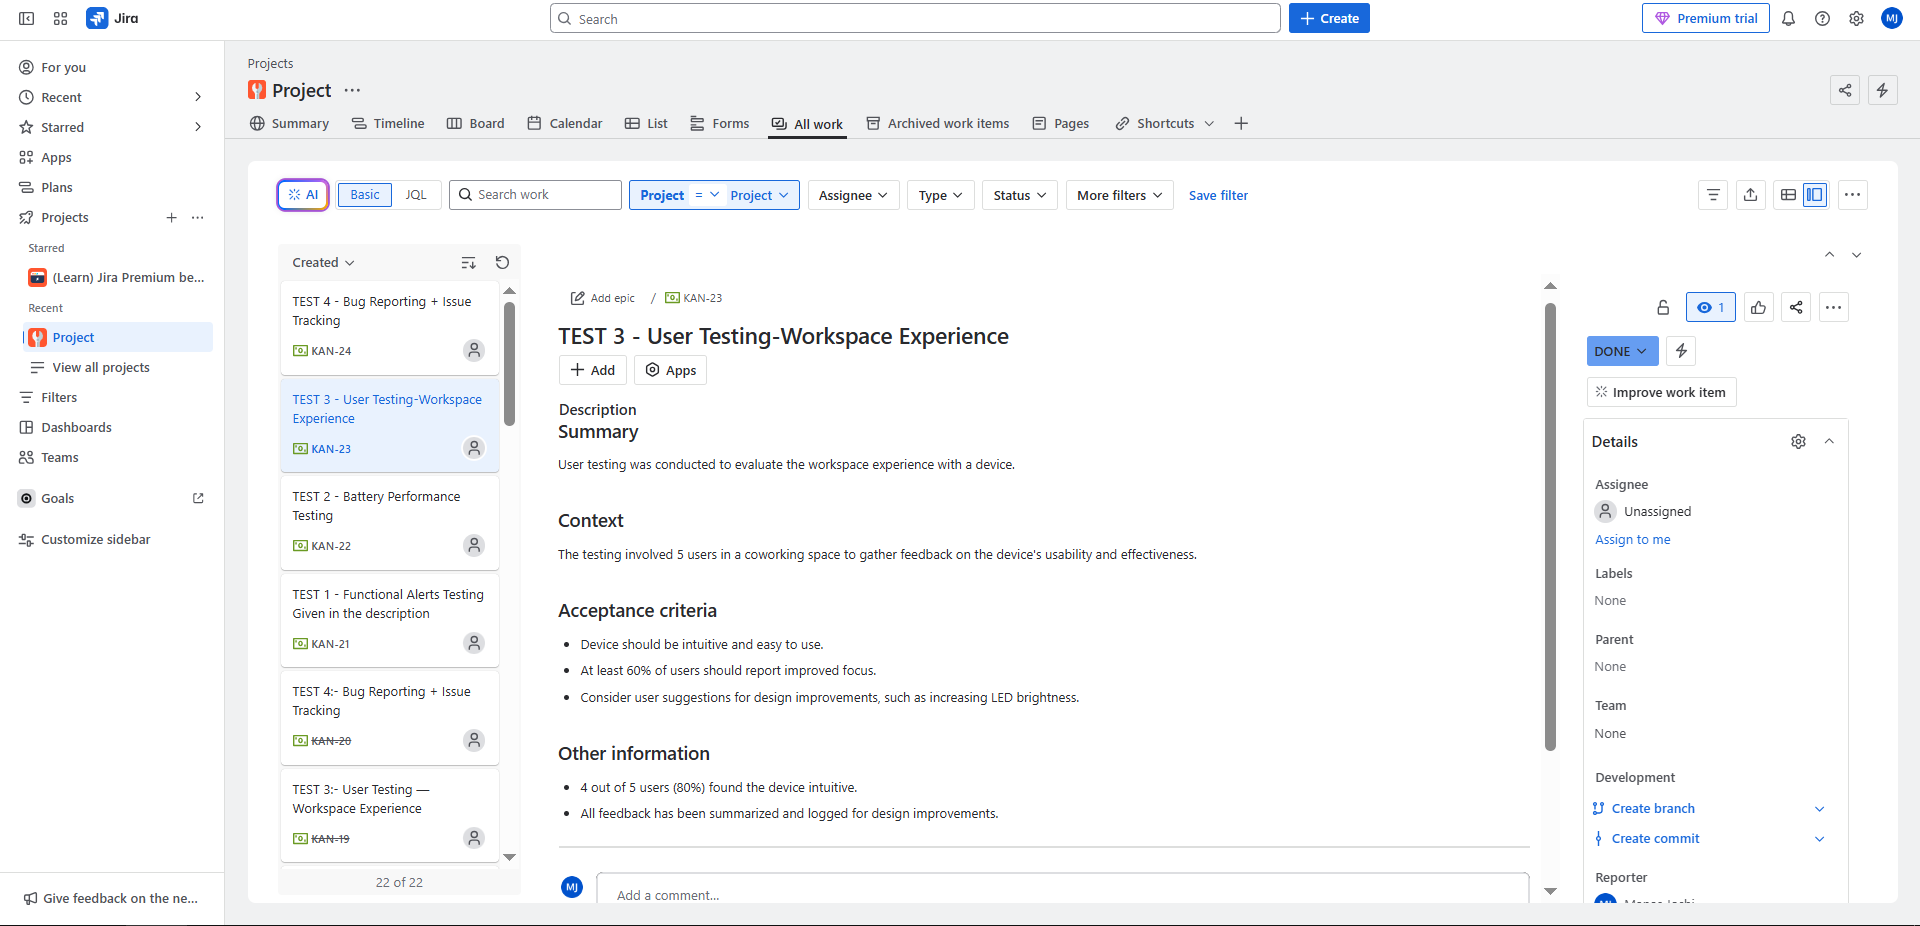 Jira
Search
Create
Premium trial
MJ
For you
Recent
Starred
Apps
Plans
Projects
Starred
(Learn) Jira Premium be...
Recent
Project
View all projects
Filters
Dashboards
Teams
Goals
Customize sidebar
Give feedback on the ne...
Projects
Project
Summary
Timeline
Board
Calendar
List
Forms
All work
Archived work items
Pages
Shortcuts
AI
Basic
JQL
Search work
Project = Project
Assignee
Type
Status
More filters
Save filter
Created
TEST 4 - Bug Reporting + Issue
Tracking
KAN-24
TEST 3 - User Testing-Workspace
Experience
KAN-23
TEST 2 - Battery Performance
Testing
KAN-22
TEST 1 - Functional Alerts Testing
Given in the description
KAN-21
TEST 4:- Bug Reporting + Issue
Tracking
KAN-20
TEST 3:- User Testing —
Workspace Experience
KAN-19
22 of 22
Add epic / KAN-23
TEST 3 - User Testing-Workspace Experience
Add
Apps
Description
Summary
User testing was conducted to evaluate the workspace experience with a device.
Context
The testing involved 5 users in a coworking space to gather feedback on the device's usability and effectiveness.
Acceptance criteria
• Device should be intuitive and easy to use.
• At least 60% of users should report improved focus.
• Consider user suggestions for design improvements, such as increasing LED brightness.
Other information
• 4 out of 5 users (80%) found the device intuitive.
• All feedback has been summarized and logged for design improvements.
MJ
Add a comment...
1
DONE
Improve work item
Details
Assignee
Unassigned
Assign to me
Labels
None
Parent
None
Team
None
Development
Create branch
Create commit
Reporter